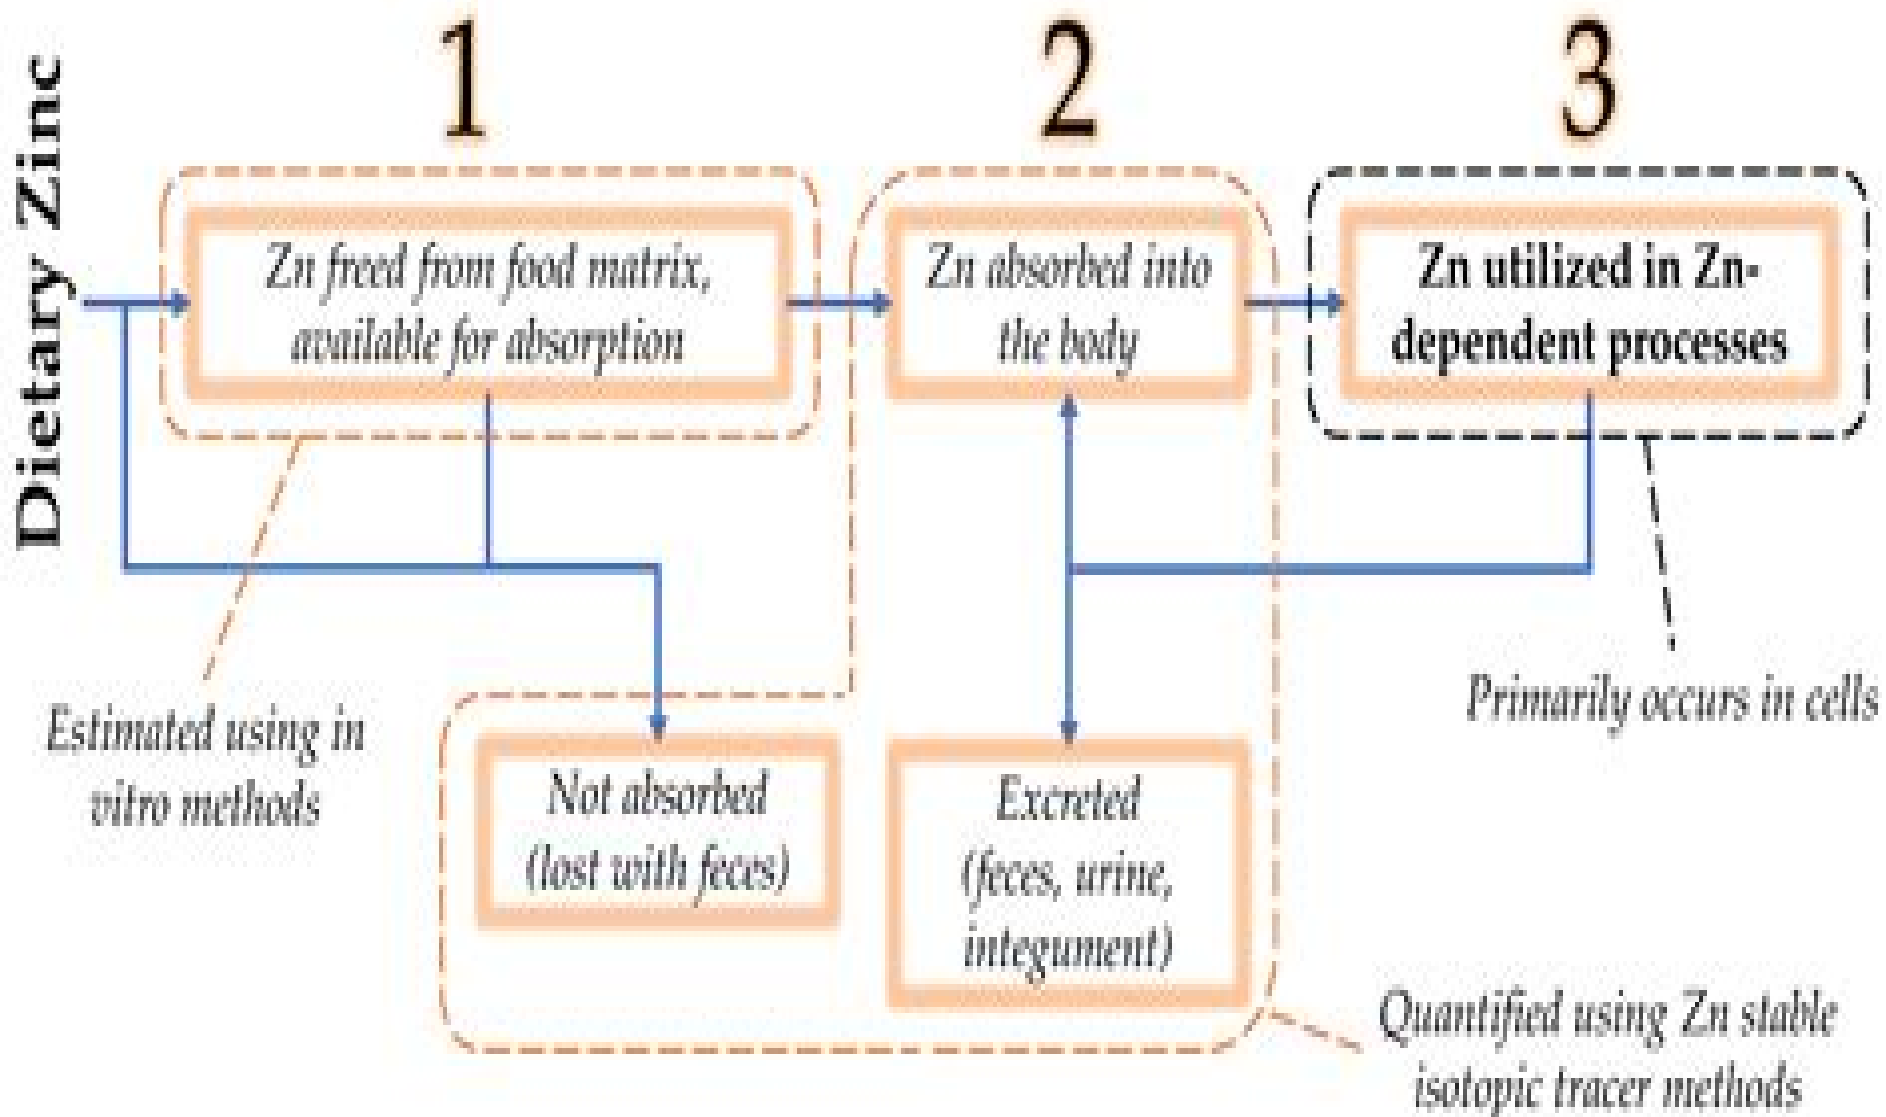 Dietary Zinc
1
2
3
Zn freed from food matrix,
available for absorption
Zn absorbed into
the body
Zn utilized in Zn-
dependent processes
Estimated using in
vitro methods
Not absorbed
(lost with feces)
Excreted
(feces, urine,
integument)
Primarily occurs in cells
Quantified using Zn stable
isotopic tracer methods